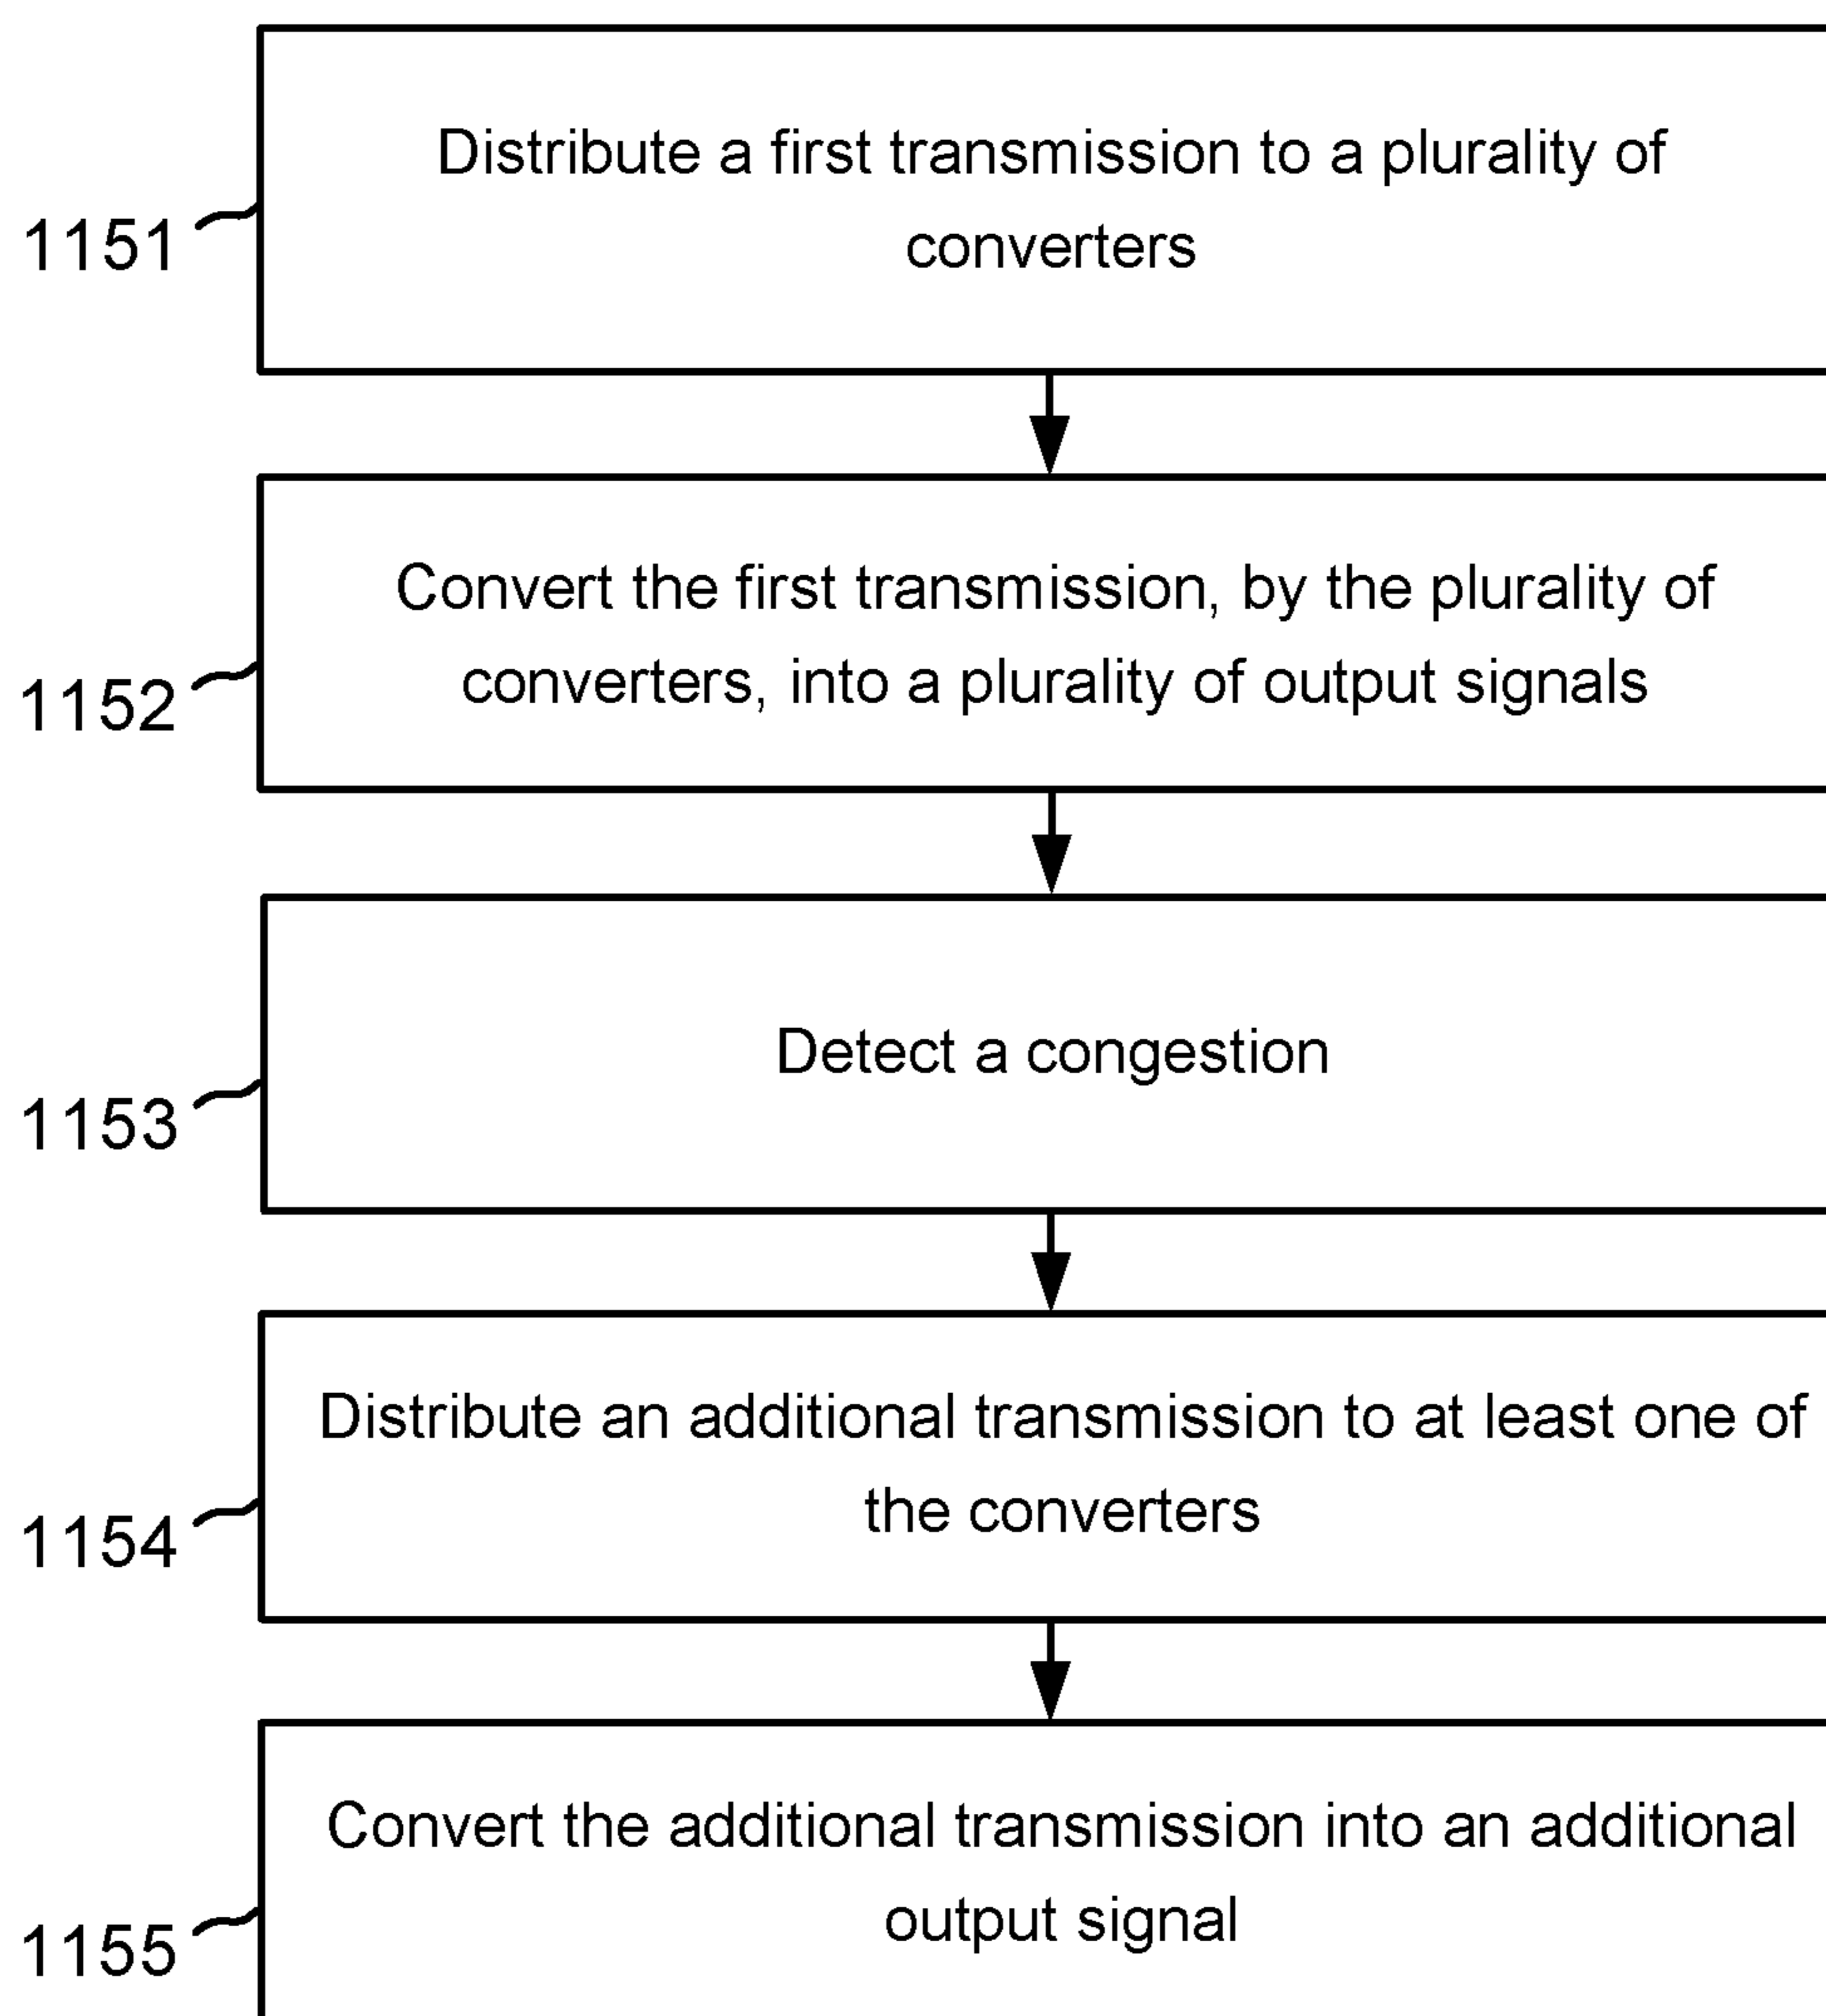 Distribute a first transmission to a plurality of
converters
1151
Convert the first transmission, by the plurality of
converters, into a plurality of output signals
1152
Detect a congestion
1153
Distribute an additional transmission to at least one of
the converters
1154
Convert the additional transmission into an additional
output signal
1155